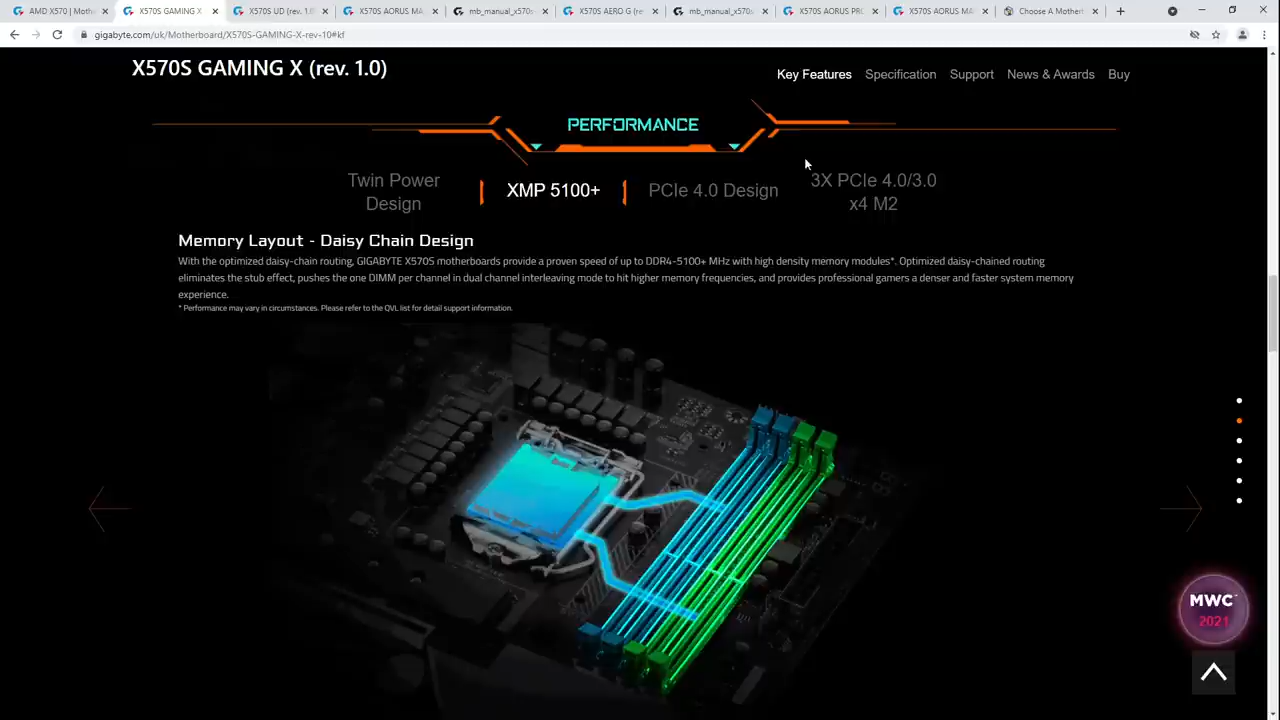 AMD X570 | Mothe
X570S GAMING X
X570S UD (rev. 1.0
X570S AORUS MA
mb_manual_x570s
X570S AERO G (re
mb_manual_x570s
X570S AORUS PR
X570S AORUS MA
Choose A Mother
gigabyte.com/uk/Motherboard/X570S-GAMING-X-rev-10#kf
X570S GAMING X (rev. 1.0)
Key Features
Specification
Support
News & Awards
Buy
PERFORMANCE
Twin Power
Design
XMP 5100+
PCIe 4.0 Design
3X PCIe 4.0/3.0
x4 M2
Memory Layout - Daisy Chain Design
With the optimized daisy-chain routing, GIGABYTE X570S motherboards provide a proven speed of up to DDR4-5100+ MHz with high density memory modules*. Optimized daisy-chained routing
eliminates the stub effect, pushes the one DIMM per channel in dual channel interleaving mode to hit higher memory frequencies, and provides professional gamers a denser and faster system memory
experience.
* Performance may vary in circumstances. Please refer to the QVL list for detail support information.
MWC
2021